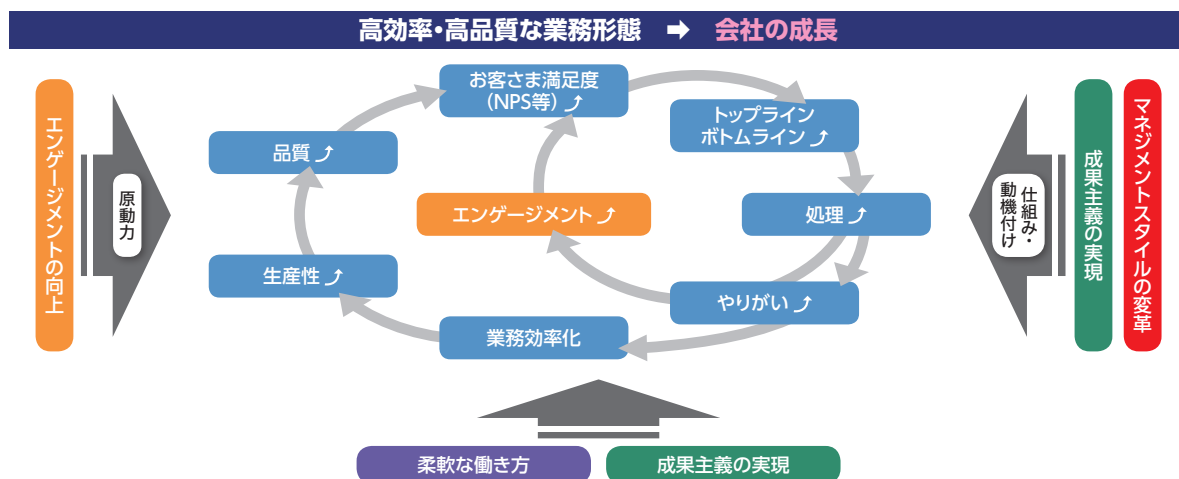 高効率・高品質な業務形態 ➡ 会社の成長
お客さま満足度
(NPS等)⤴
トップライン
ボトムライン⤴
品質⤴
エンゲージメント⤴
処理⤴
生産性⤴
やりがい⤴
業務効率化
エンゲージメントの向上
原動力
仕組み・
動機付け
成果主義の実現
マネジメントスタイルの変革
柔軟な働き方
成果主義の実現